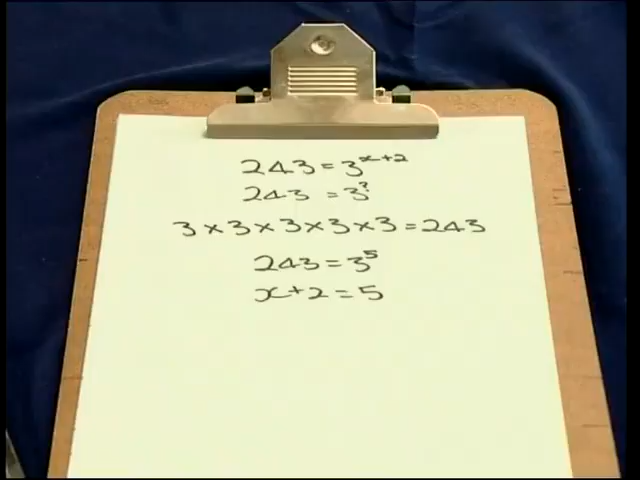 243 = 3^{x+2}
243 = 3^?
3 × 3 × 3 × 3 × 3 = 243
243 = 3^5
x + 2 = 5